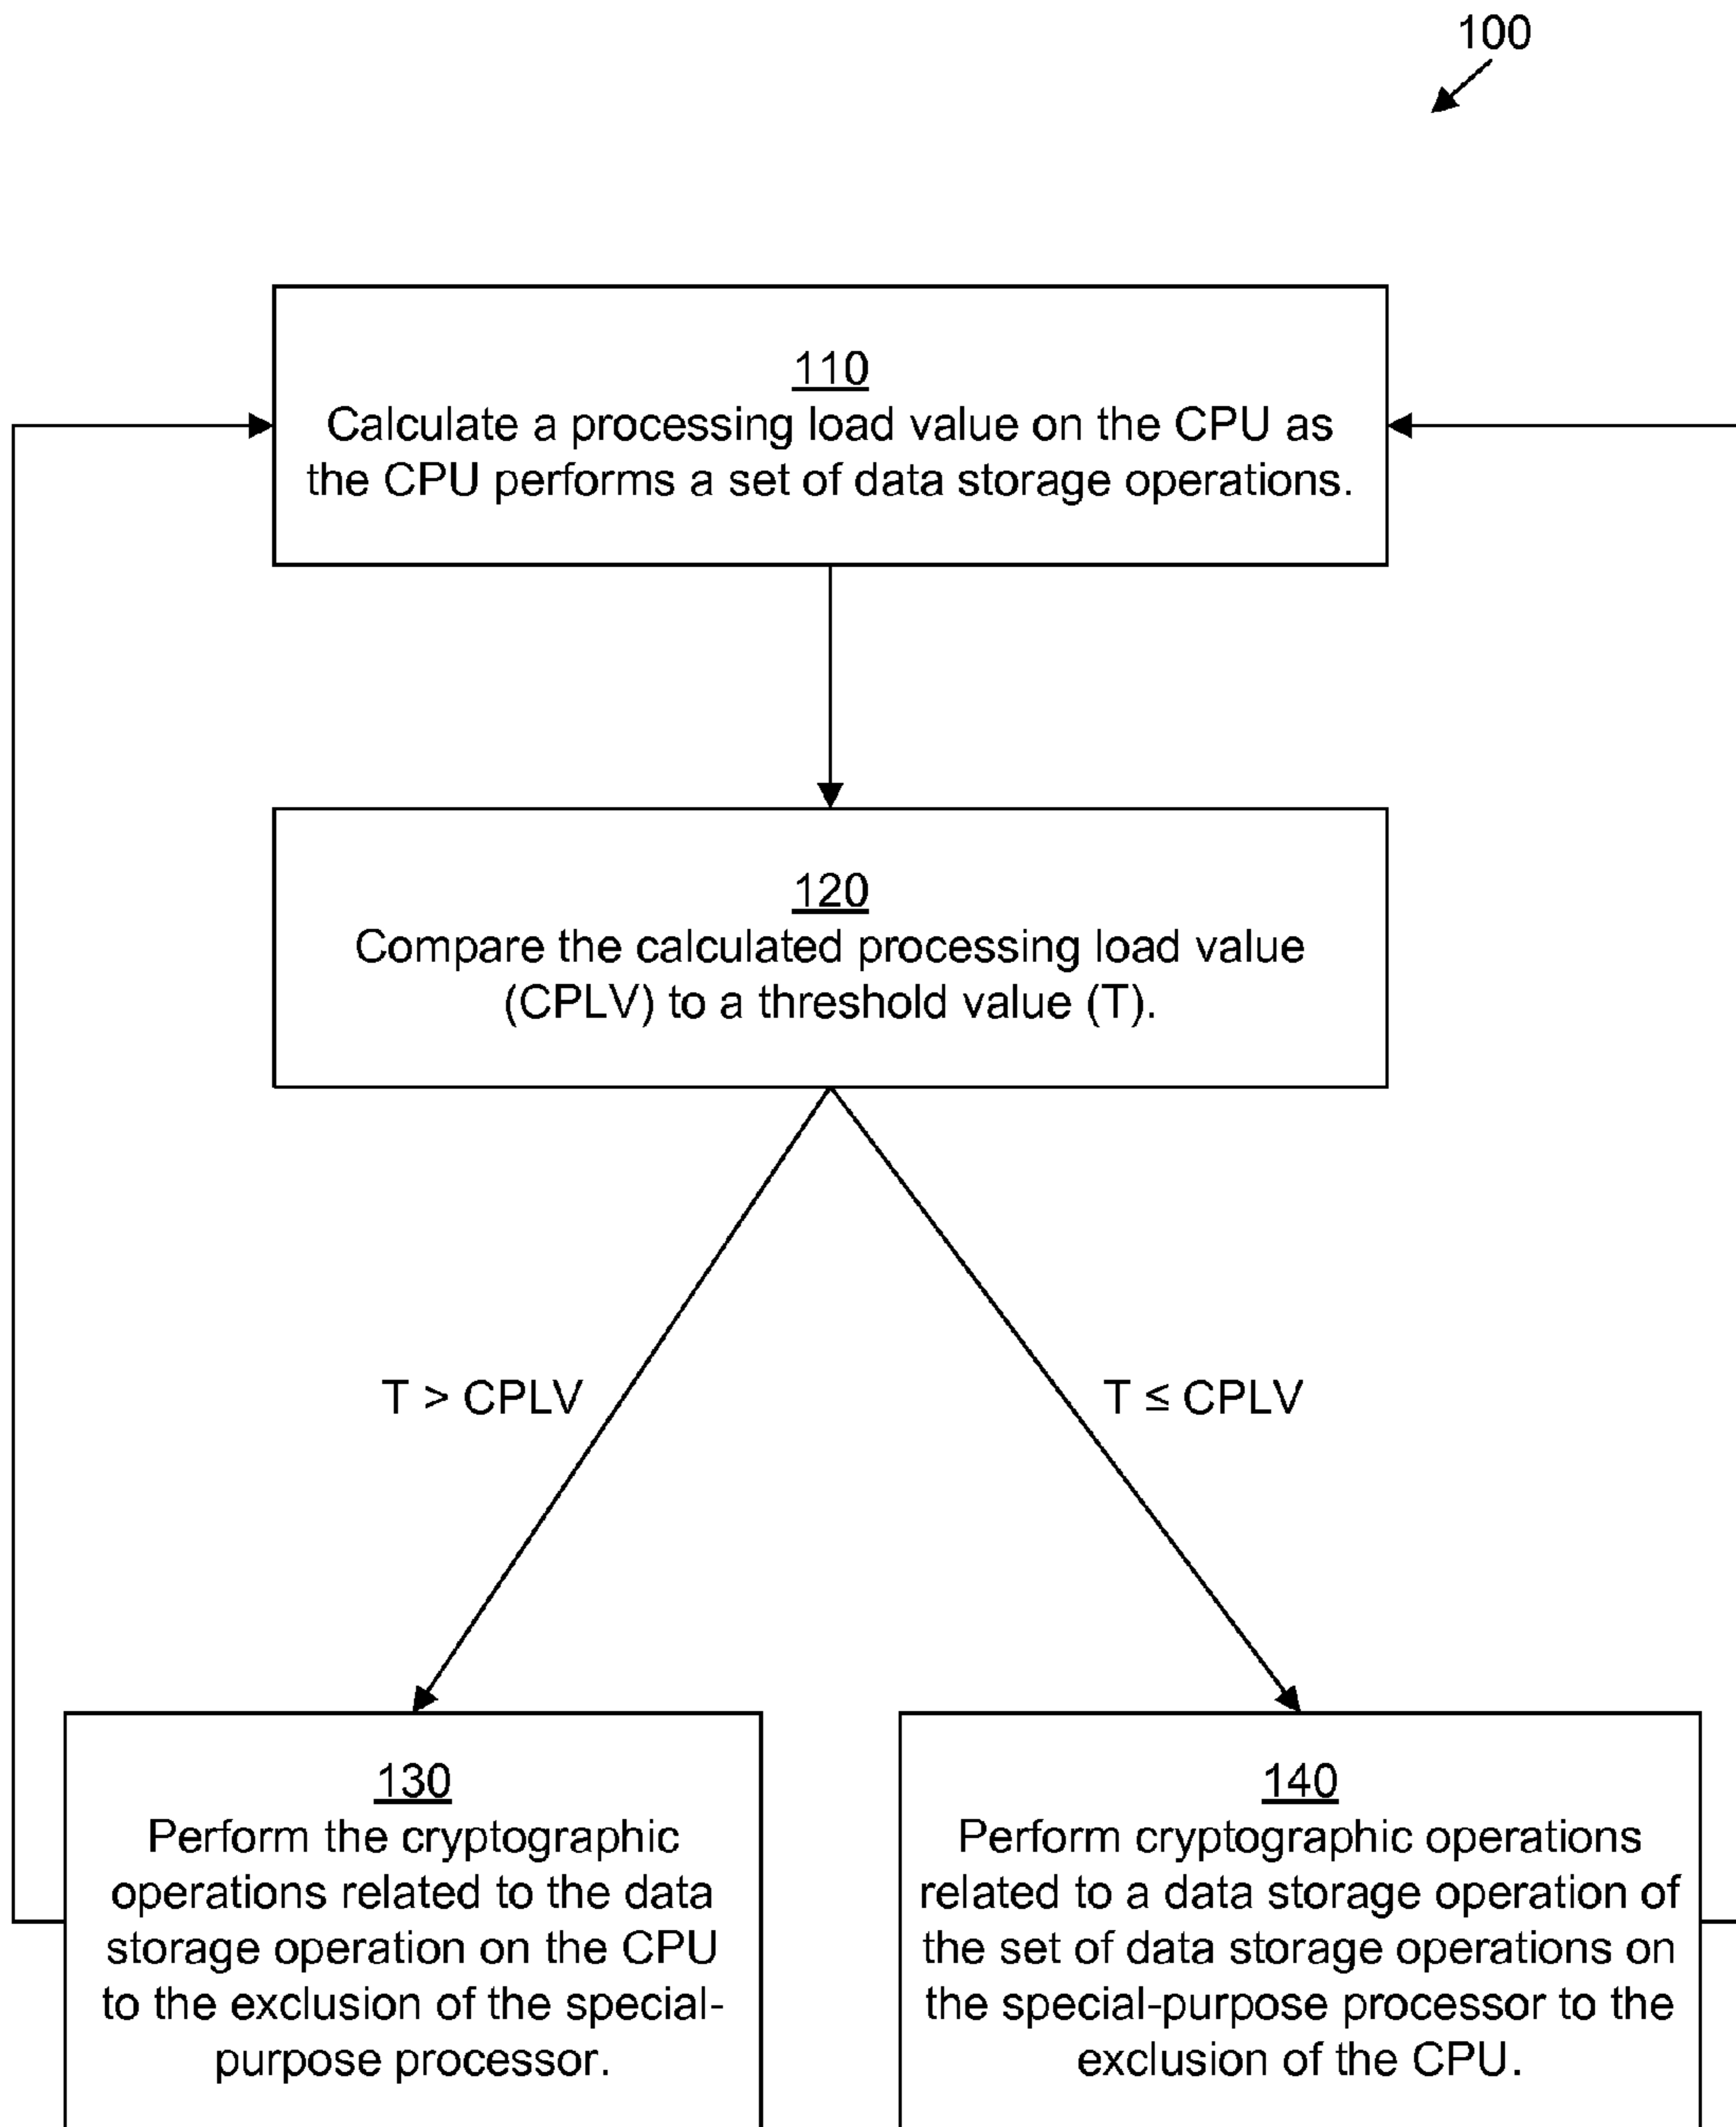 100
110
Calculate a processing load value on the CPU as
the CPU performs a set of data storage operations.
120
Compare the calculated processing load value
(CPLV) to a threshold value (T).
T > CPLV
T ≤ CPLV
130
Perform the cryptographic
operations related to the data
storage operation on the CPU
to the exclusion of the special-
purpose processor.
140
Perform cryptographic operations
related to a data storage operation of
the set of data storage operations on
the special-purpose processor to the
exclusion of the CPU.